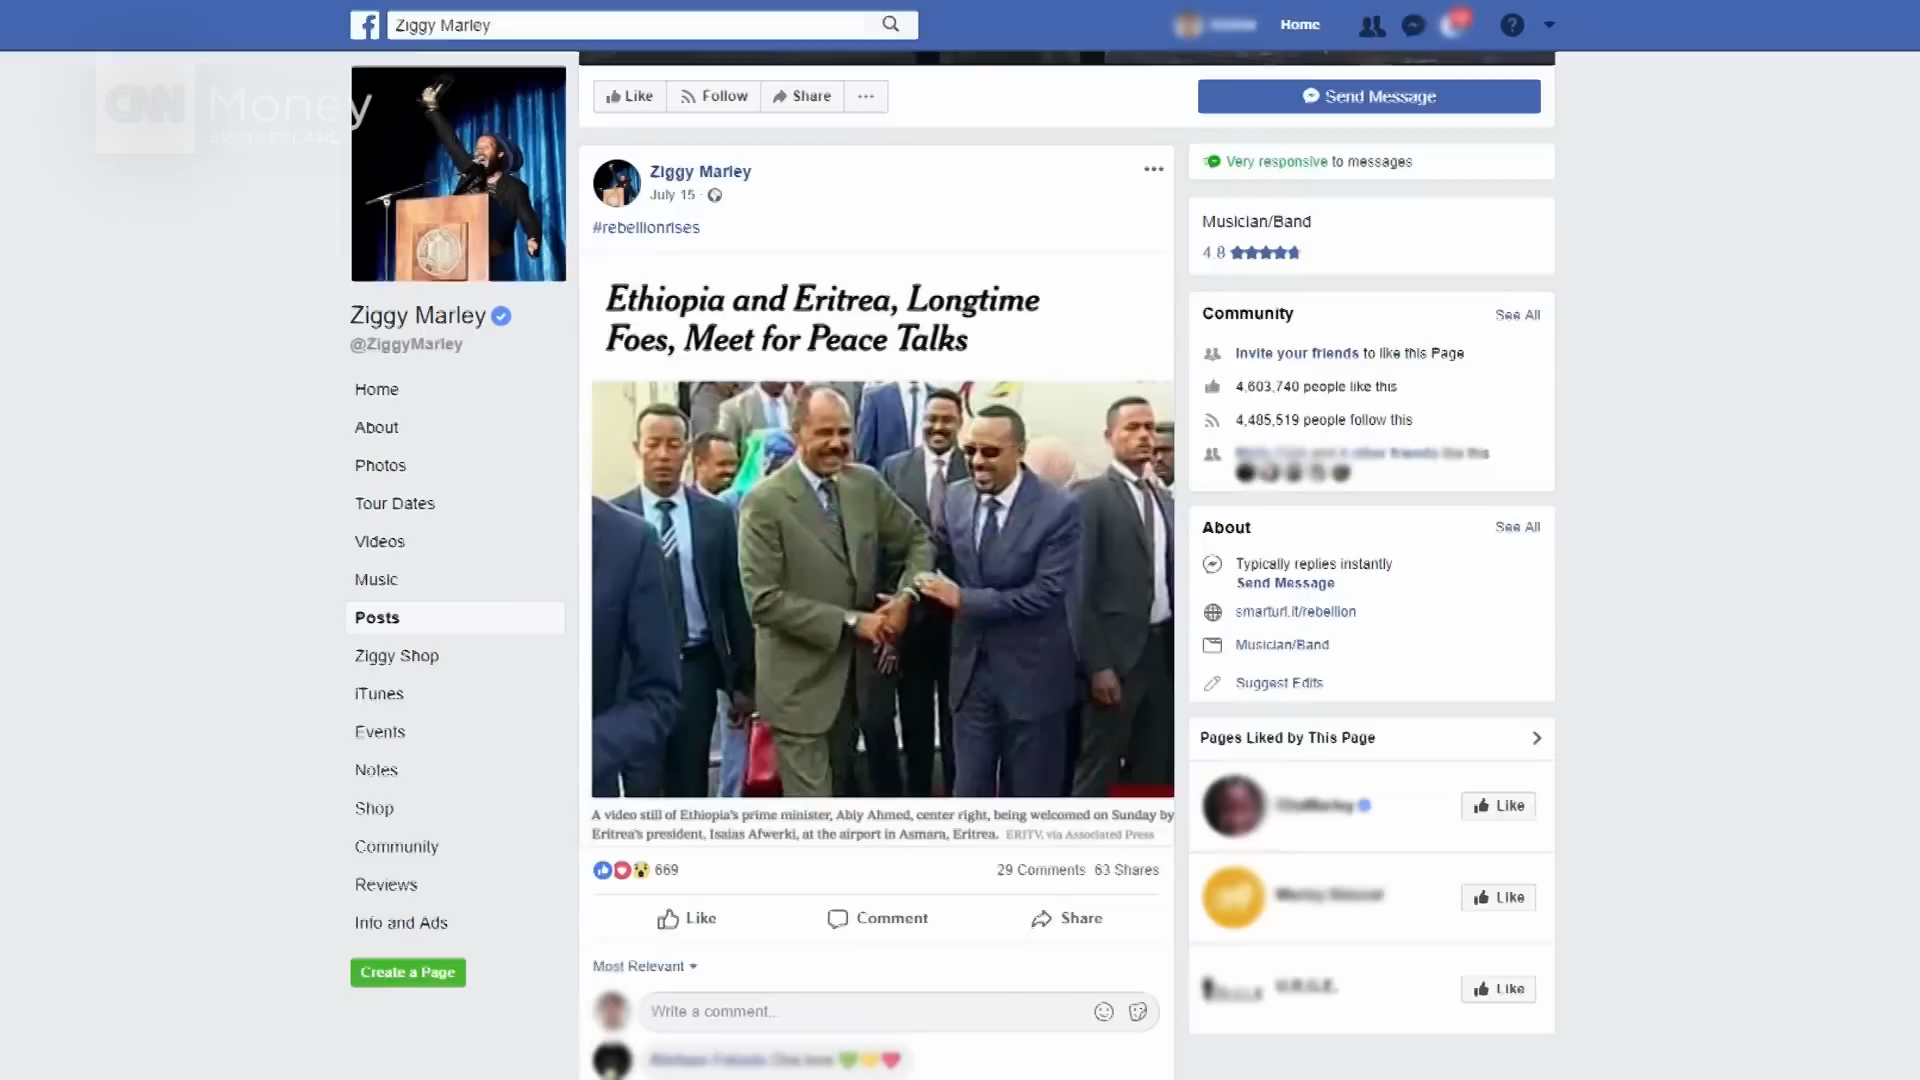 Ziggy Marley
Home
CNN Money
SWITZERLAND
Like
Follow
Share
Send Message
Ziggy Marley
@ZiggyMarley
Home
About
Photos
Tour Dates
Videos
Music
Posts
Ziggy Shop
iTunes
Events
Notes
Shop
Community
Reviews
Info and Ads
Create a Page
Ziggy Marley
July 15
#rebellionrises
Ethiopia and Eritrea, Longtime
Foes, Meet for Peace Talks
A video still of Ethiopia's prime minister, Abiy Ahmed, center right, being welcomed on Sunday by
Eritrea's president, Isaias Afwerki, at the airport in Asmara, Eritrea. ERITV, via Associated Press
669
29 Comments 63 Shares
Like
Comment
Share
Most Relevant
Write a comment...
One love
Very responsive to messages
Musician/Band
4.8
Community
See All
Invite your friends to like this Page
4,603,740 people like this
4,485,519 people follow this
like this
About
See All
Typically replies instantly
Send Message
smarturl.it/rebellion
Musician/Band
Suggest Edits
Pages Liked by This Page
Like
Like
Like